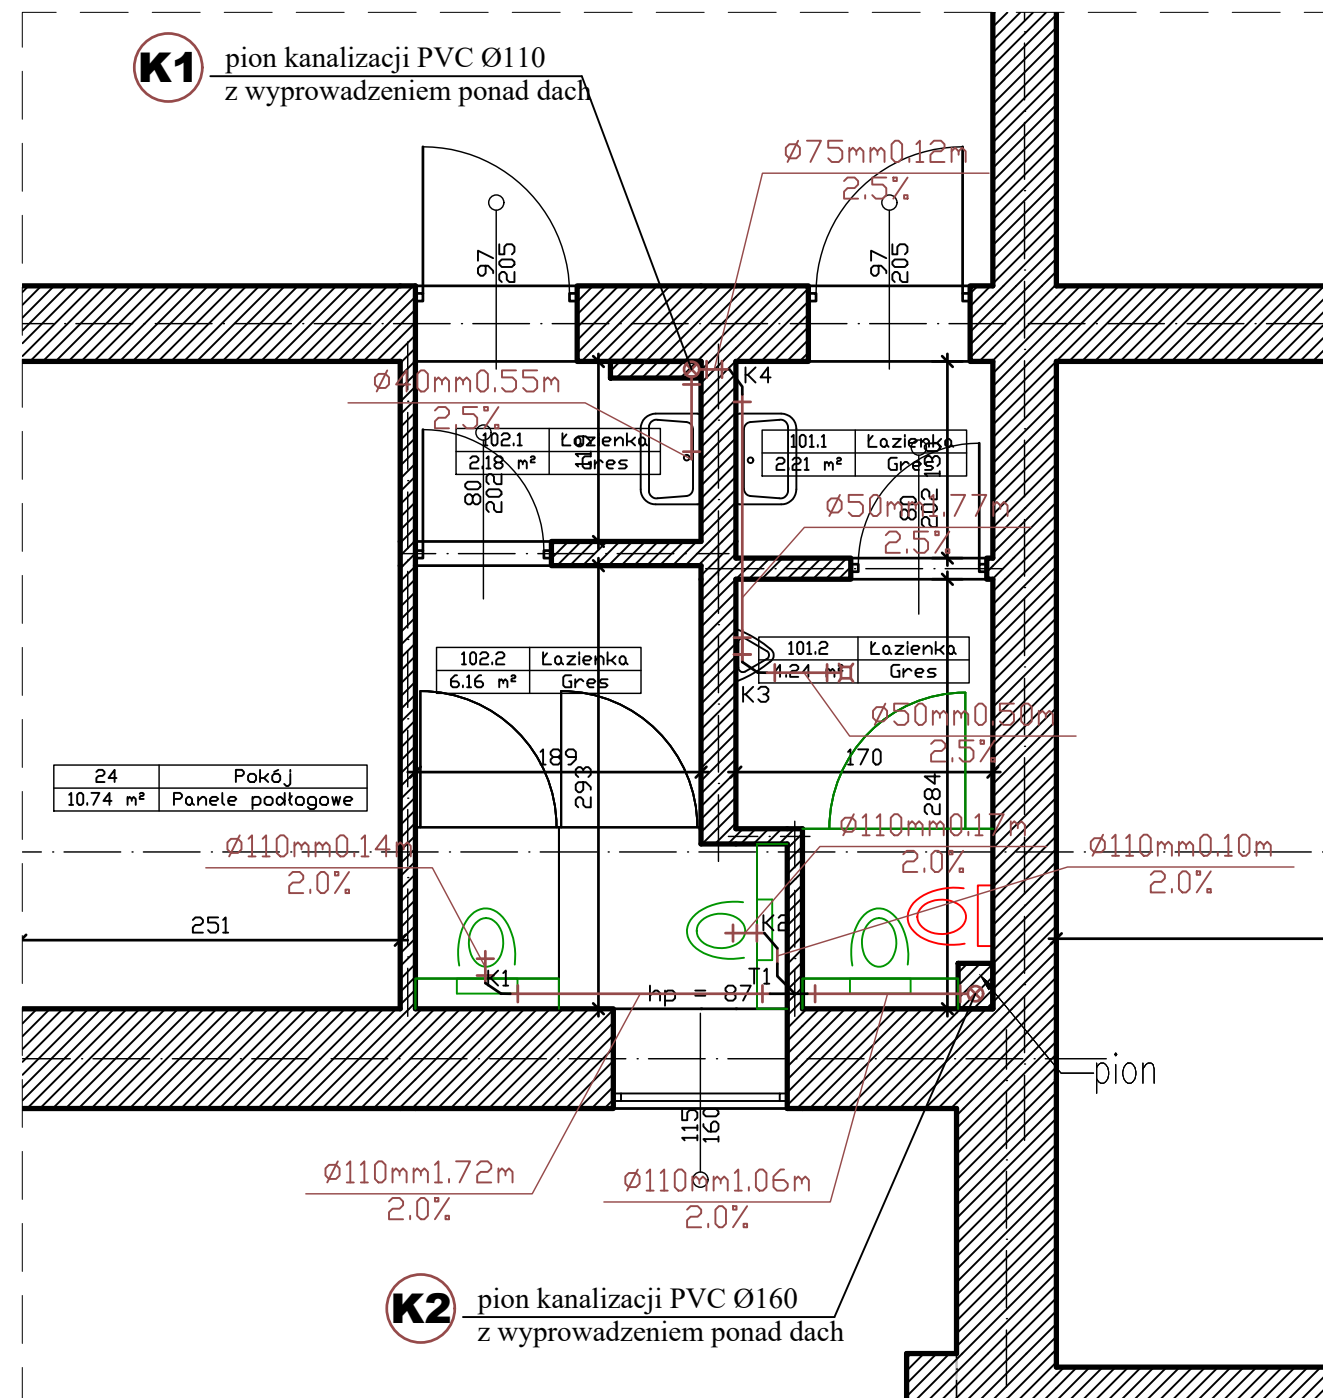 K1
pion kanalizacji PVC Ø110
z wyprowadzeniem ponad dach
Ø75mm0.12m
2.5%
97
205
97
205
K4
Ø40mm0.55m
2.5%
102.1 Łazienka
2.18 m² Gres
101.1 Łazienka
2.21 m² Gres
80
202
80
202
130
Ø50mm1.77m
2.5%
102.2 Łazienka
6.16 m² Gres
101.2 Łazienka
4.24 m² Gres
K3
Ø50mm0.50m
2.5%
189
293
170
284
24 Pokój
10.74 m² Panele podłogowe
Ø110mm0.14m
2.0%
Ø110mm0.17m
2.0%
Ø110mm0.10m
2.0%
251
K2
K1
T1
hp = 87
pion
115
160
Ø110mm1.72m
2.0%
Ø110mm1.06m
2.0%
K2
pion kanalizacji PVC Ø160
z wyprowadzeniem ponad dach